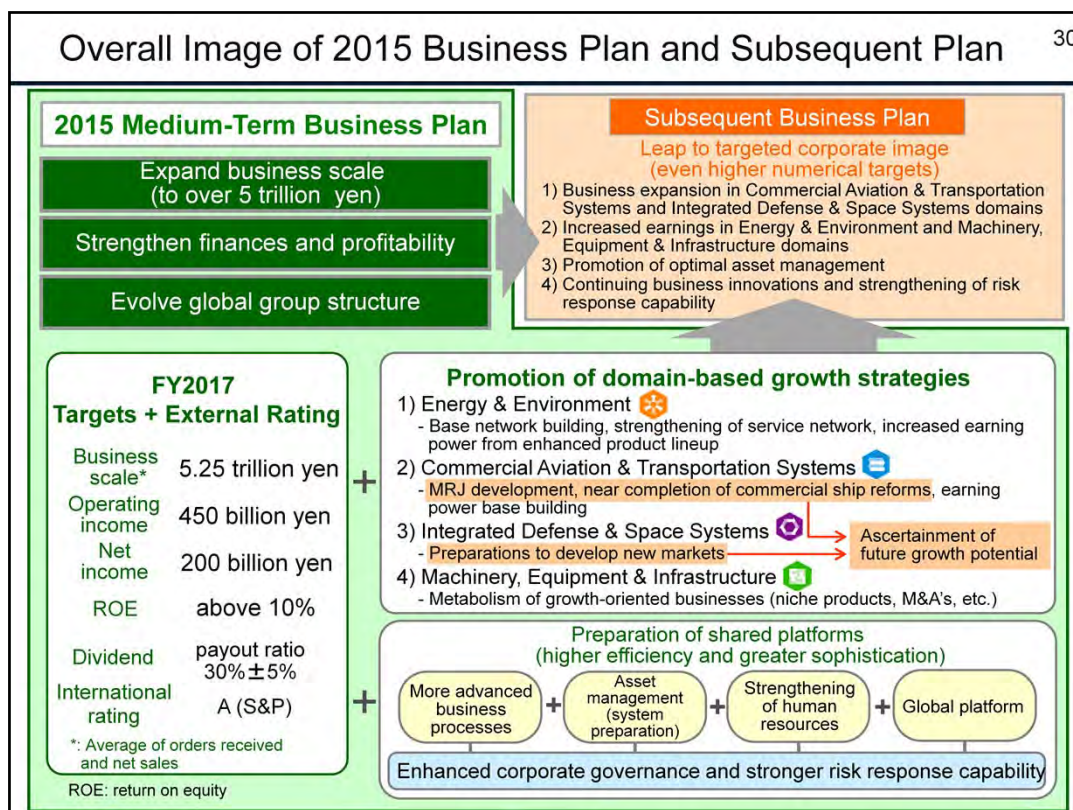 Overall Image of 2015 Business Plan and Subsequent Plan
30
2015 Medium-Term Business Plan
Expand business scale
(to over 5 trillion yen)
Strengthen finances and profitability
Evolve global group structure
Subsequent Business Plan
Leap to targeted corporate image
(even higher numerical targets)
1) Business expansion in Commercial Aviation & Transportation
Systems and Integrated Defense & Space Systems domains
2) Increased earnings in Energy & Environment and Machinery,
Equipment & Infrastructure domains
3) Promotion of optimal asset management
4) Continuing business innovations and strengthening of risk
response capability
FY2017
Targets + External Rating
Business
scale*
5.25 trillion yen
Operating
income
450 billion yen
Net
income
200 billion yen
ROE
above 10%
Dividend
payout ratio
30%±5%
International
rating
A (S&P)
*: Average of orders received
and net sales
ROE: return on equity
+
Promotion of domain-based growth strategies
1) Energy & Environment
- Base network building, strengthening of service network, increased earning
power from enhanced product lineup
2) Commercial Aviation & Transportation Systems
- MRJ development, near completion of commercial ship reforms, earning
power base building
3) Integrated Defense & Space Systems
- Preparations to develop new markets
Ascertainment of
future growth potential
4) Machinery, Equipment & Infrastructure
- Metabolism of growth-oriented businesses (niche products, M&A's, etc.)
+
Preparation of shared platforms
(higher efficiency and greater sophistication)
More advanced
business
processes
+
Asset
management
(system
preparation)
+
Strengthening
of human
resources
+
Global platform
Enhanced corporate governance and stronger risk response capability